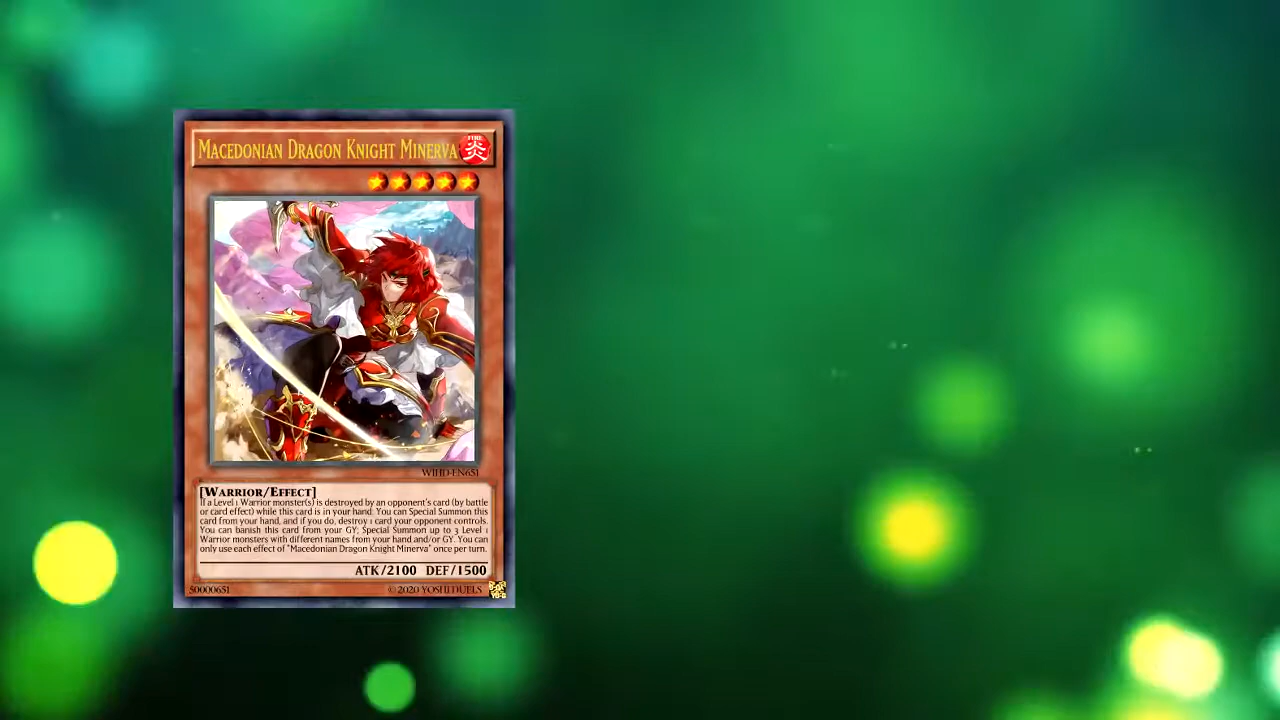 Macedonian Dragon Knight Minerva
FIRE
炎
WIHD-EN651
[Warrior/Effect]
If a Level 1 Warrior monster(s) is destroyed by an opponent's card (by battle
or card effect) while this card is in your hand: You can Special Summon this
card from your hand, and if you do, destroy 1 card your opponent controls.
You can banish this card from your GY; Special Summon up to 3 Level 1
Warrior monsters with different names from your hand and/or GY. You can
only use each effect of "Macedonian Dragon Knight Minerva" once per turn.
ATK/2100 DEF/1500
50000651
©2020 YOSHIDUELS